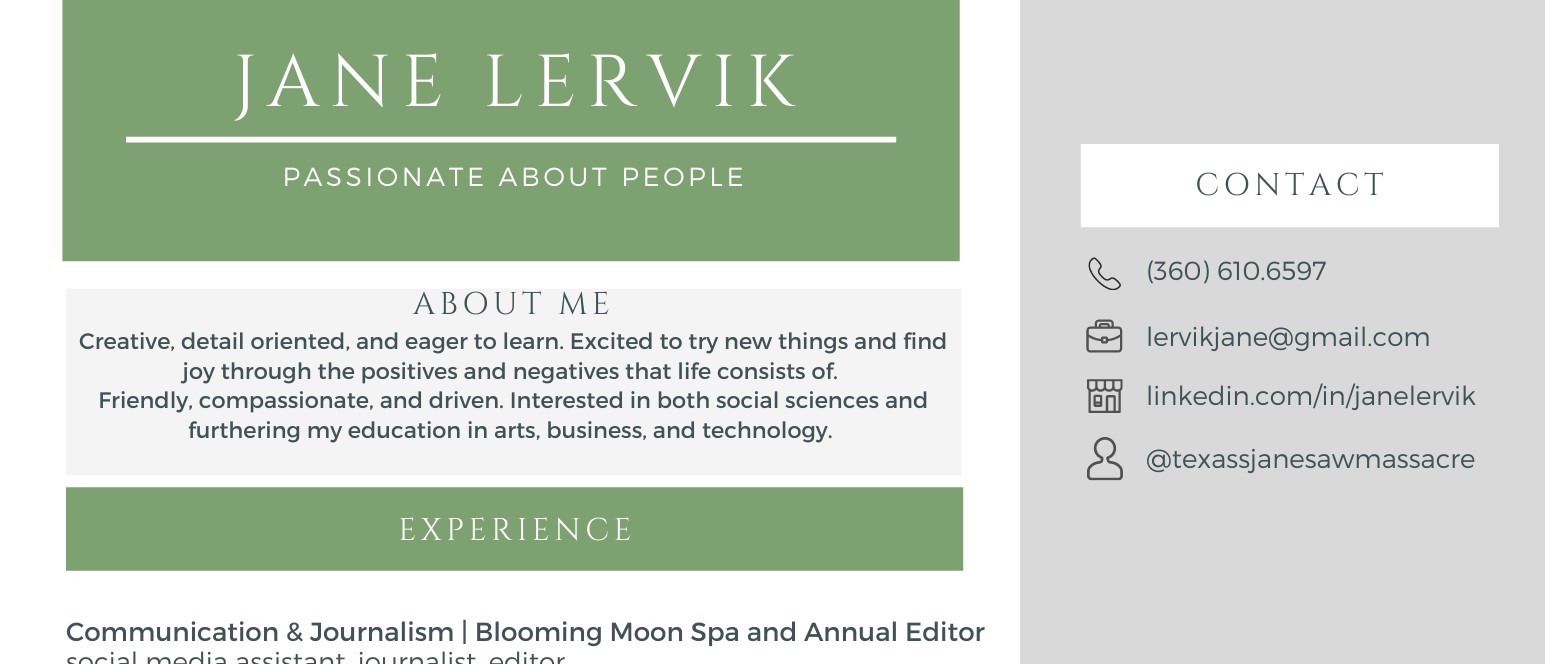 JANE LERVIK
PASSIONATE ABOUT PEOPLE
ABOUT ME
Creative, detail oriented, and eager to learn. Excited to try new things and find
joy through the positives and negatives that life consists of.
Friendly, compassionate, and driven. Interested in both social sciences and
furthering my education in arts, business, and technology.
EXPERIENCE
Communication & Journalism | Blooming Moon Spa and Annual Editor
social media assistant, journalist, editor
CONTACT
(360) 610.6597
lervikjane@gmail.com
linkedin.com/in/janelervik
@texassjanesawmassacre